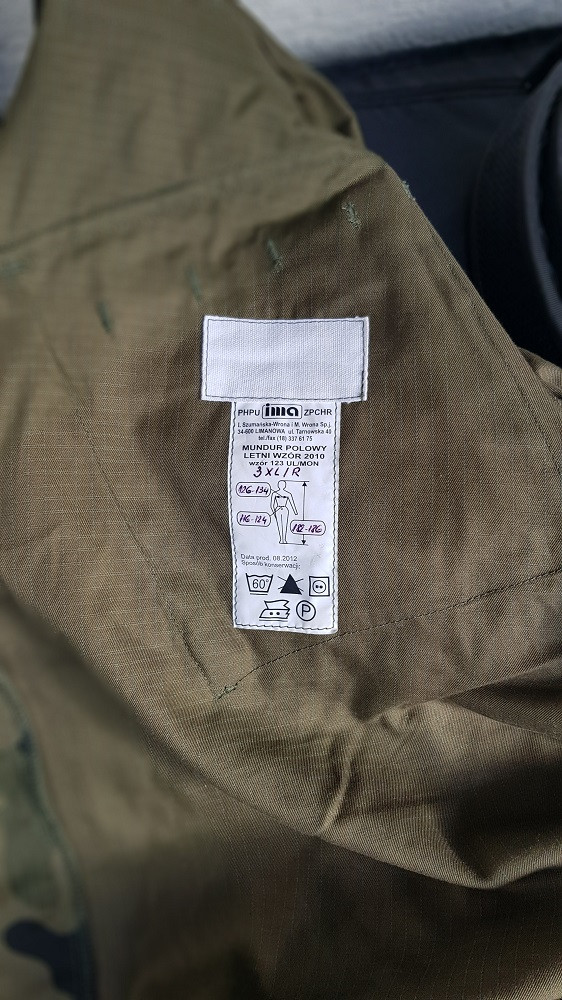 PHPU ima ZPCHR
I. Szumańska-Wrona i M. Wrona Sp.j.
34-600 LIMANOWA ul. Tarnowska 40
tel./fax (18) 337 61 75
MUNDUR POLOWY
LETNI WZÓR 2010
wzór 123 UL/MON
3XL/R
126-134
116-124
182-186
Data prod. 08.2012
Sposób konserwacji:
60°
P